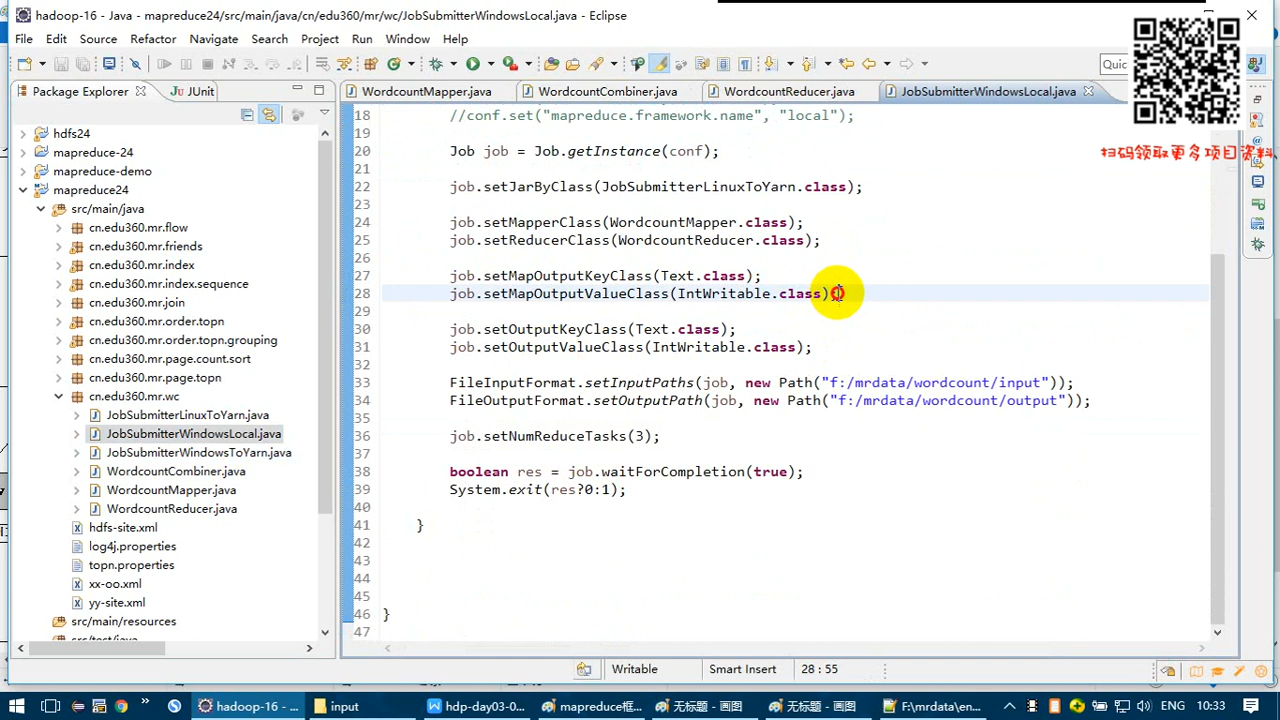 hadoop-16 - Java - mapreduce24/src/main/java/cn/edu360/mr/wc/JobSubmitterWindowsLocal.java - Eclipse
File Edit Source Refactor Navigate Search Project Run Window Help
Quic
Package Explorer JUnit
WordcountMapper.java WordcountCombiner.java WordcountReducer.java JobSubmitterWindowsLocal.java
扫码领取更多项目资料
hdfs24
mapreduce-24
mapreduce-demo
mapreduce24
src/main/java
cn.edu360.mr.flow
cn.edu360.mr.friends
cn.edu360.mr.index
cn.edu360.mr.index.sequence
cn.edu360.mr.join
cn.edu360.mr.order.topn
cn.edu360.mr.order.topn.grouping
cn.edu360.mr.page.count.sort
cn.edu360.mr.page.topn
cn.edu360.mr.wc
JobSubmitterLinuxToYarn.java
JobSubmitterWindowsLocal.java
JobSubmitterWindowsToYarn.java
WordcountCombiner.java
WordcountMapper.java
WordcountReducer.java
hdfs-site.xml
log4j.properties
topn.properties
xx-oo.xml
yy-site.xml
src/main/resources
src/test/java
18 //conf.set("mapreduce.framework.name", "local");
19
20 Job job = Job.getInstance(conf);
21
22 job.setJarByClass(JobSubmitterLinuxToYarn.class);
23
24 job.setMapperClass(WordcountMapper.class);
25 job.setReducerClass(WordcountReducer.class);
26
27 job.setMapOutputKeyClass(Text.class);
28 job.setMapOutputValueClass(IntWritable.class)
29
30 job.setOutputKeyClass(Text.class);
31 job.setOutputValueClass(IntWritable.class);
32
33 FileInputFormat.setInputPaths(job, new Path("f:/mrdata/wordcount/input"));
34 FileOutputFormat.setOutputPath(job, new Path("f:/mrdata/wordcount/output"));
35
36 job.setNumReduceTasks(3);
37
38 boolean res = job.waitForCompletion(true);
39 System.exit(res?0:1);
40
41 }
42
43
44
45
46 }
47
Writable Smart Insert 28 : 55
hadoop-16 - ... input hdp-day03-0... mapreduce框... 无标题 - 画图 无标题 - 画图 F:\mrdata\en... 10:33